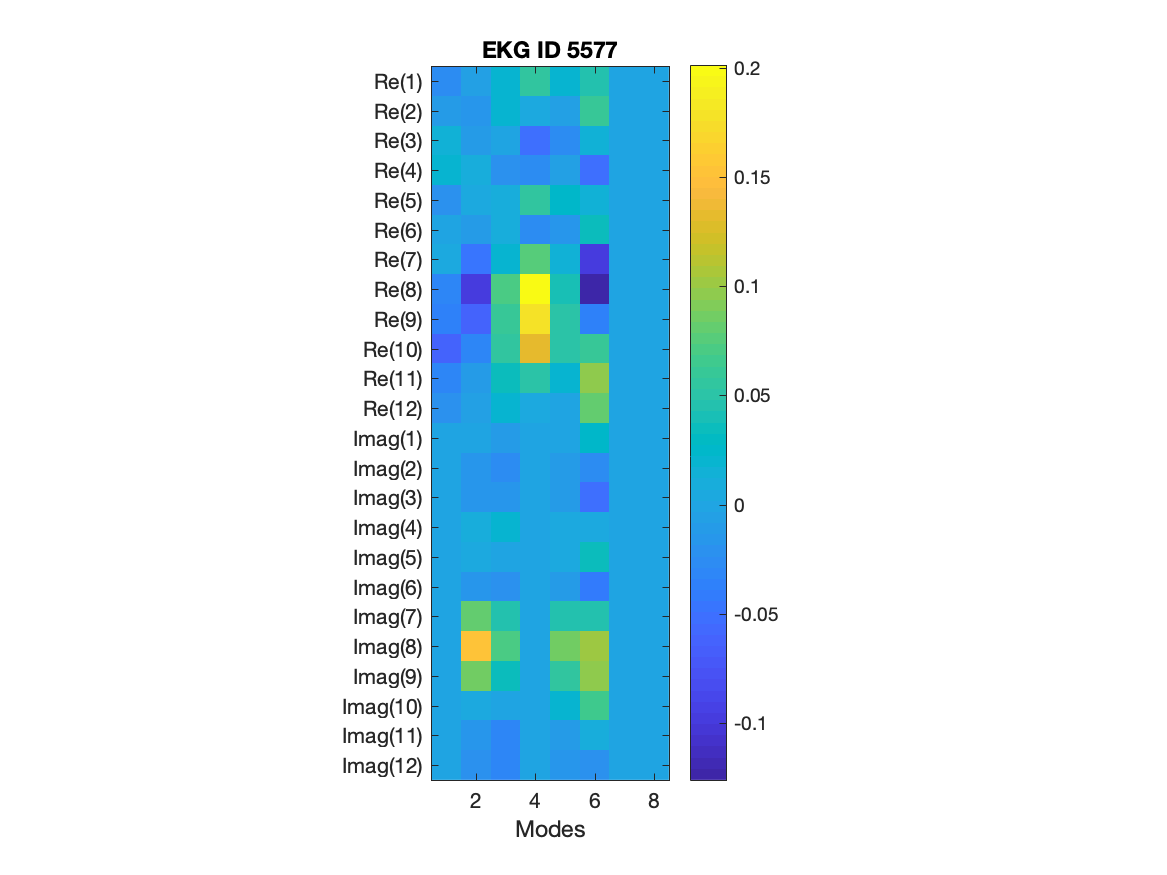 EKG ID 5577
Re(1)
Re(2)
Re(3)
Re(4)
Re(5)
Re(6)
Re(7)
Re(8)
Re(9)
Re(10)
Re(11)
Re(12)
Imag(1)
Imag(2)
Imag(3)
Imag(4)
Imag(5)
Imag(6)
Imag(7)
Imag(8)
Imag(9)
Imag(10)
Imag(11)
Imag(12)
2 4 6 8
Modes
0.2
0.15
0.1
0.05
0
-0.05
-0.1